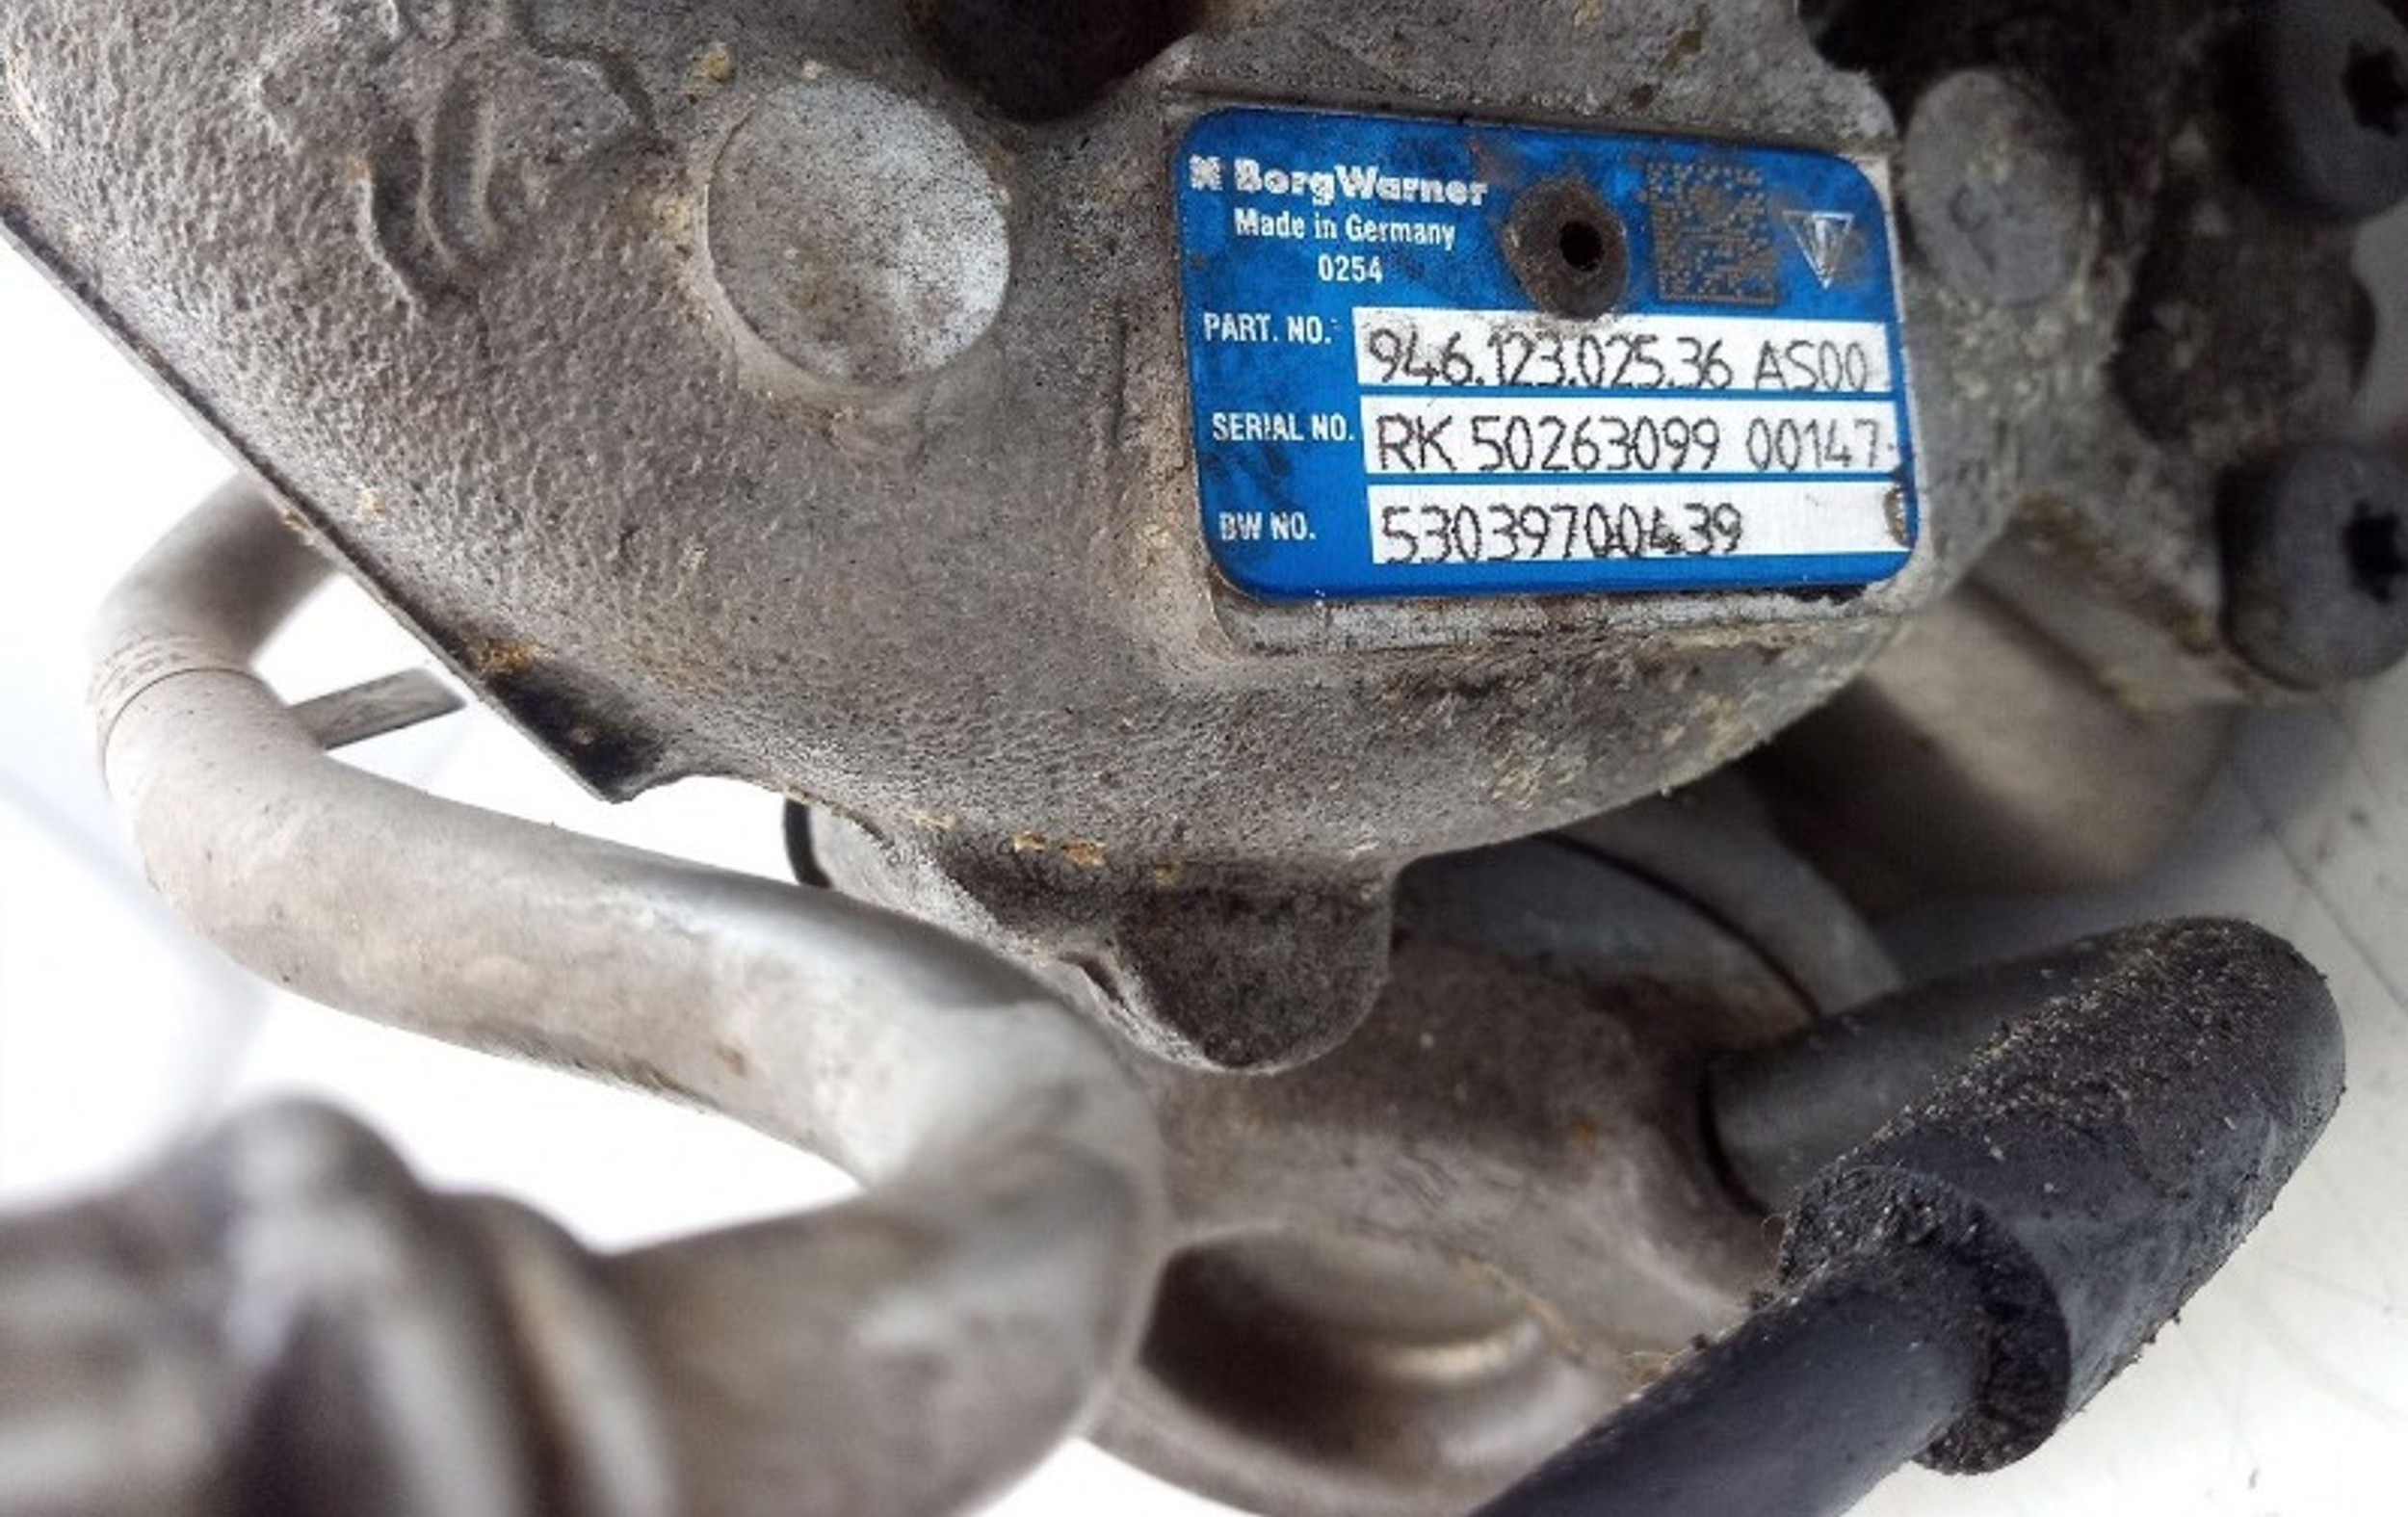 BorgWarner
Made in Germany
0254
PART. NO. 946.123.025.36 AS00
SERIAL NO. RK 50263099 00147
BW NO. 53039700439